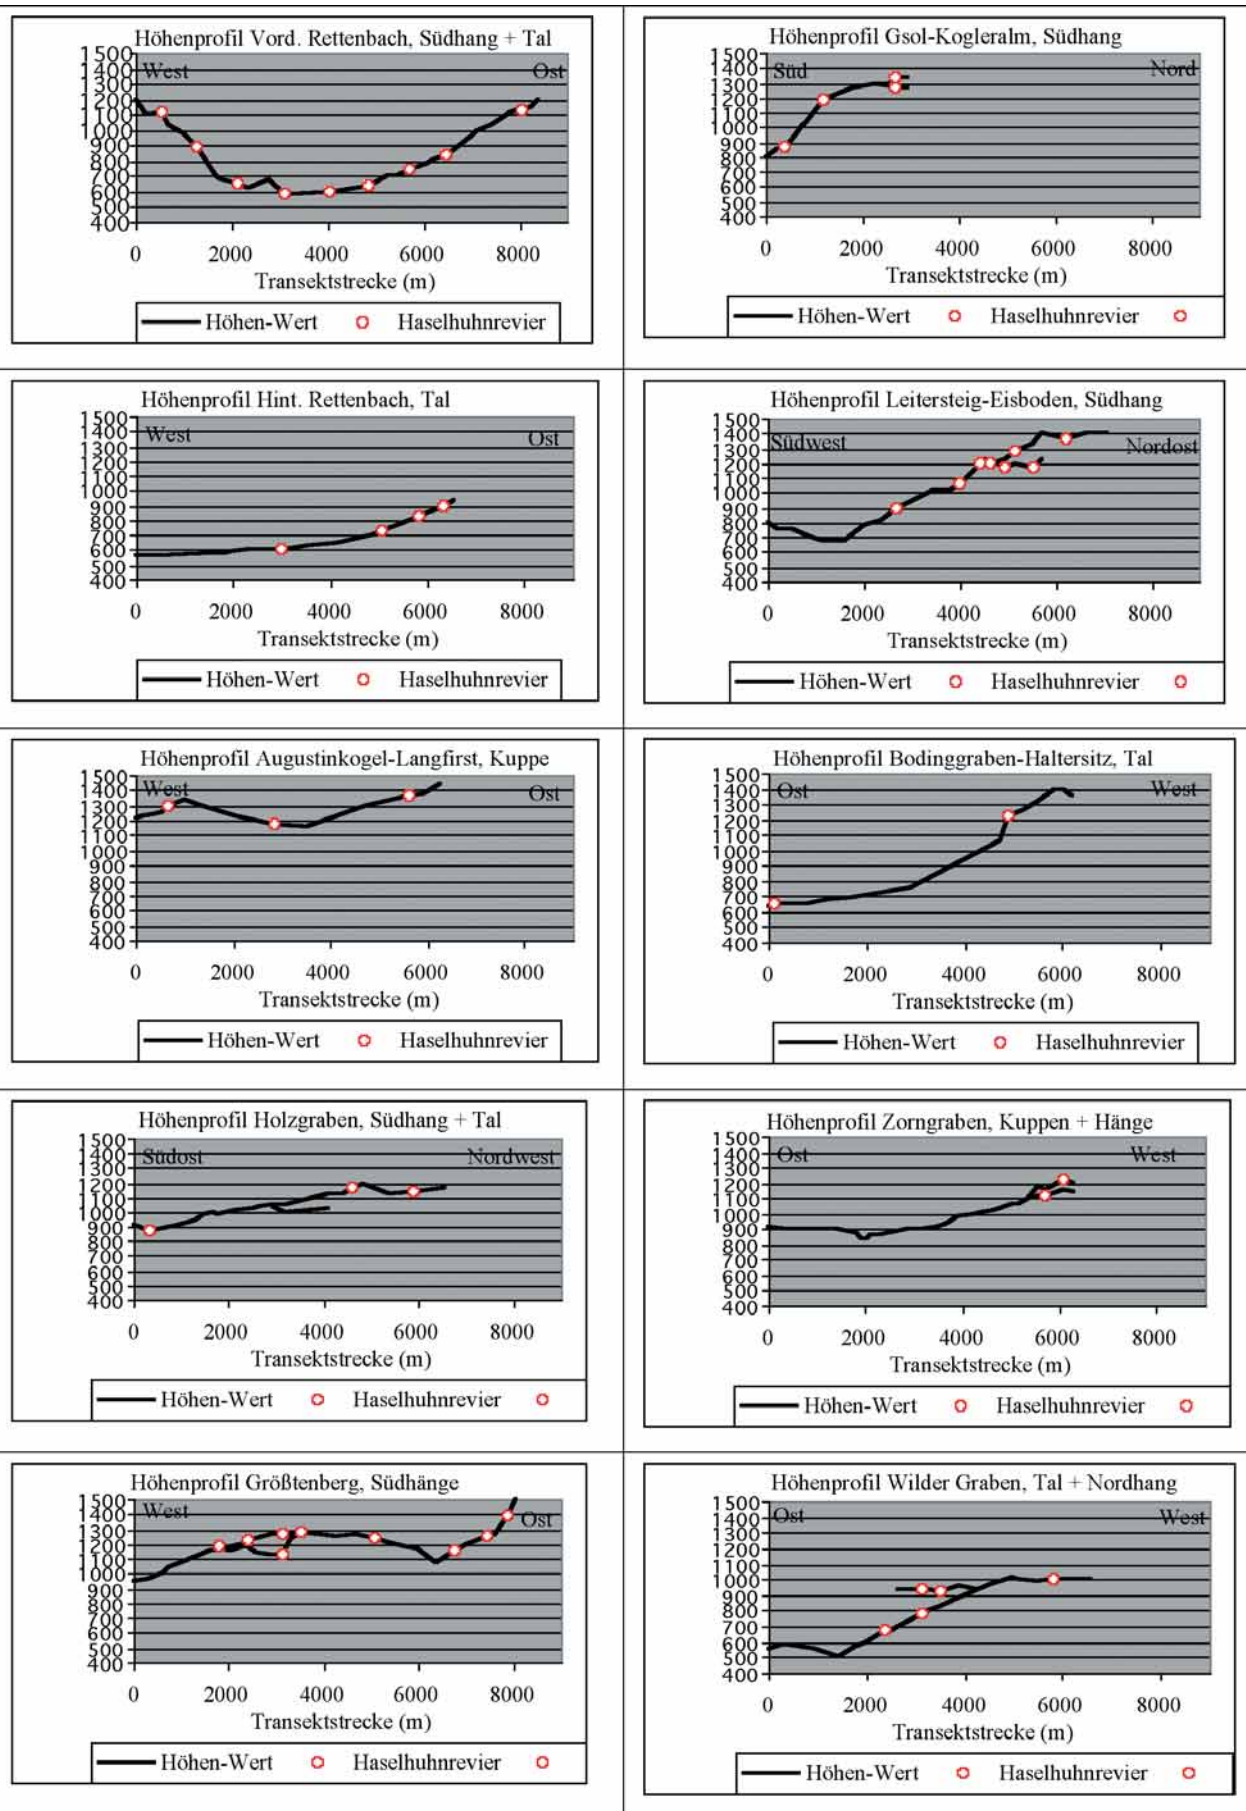 Höhenprofil Vord. Rettenbach, Südhang + Tal
1500
1400
1300
1200
1100
1000
900
800
700
600
500
400
West
Ost
0 2000 4000 6000 8000
Transektstrecke (m)
Höhen-Wert Haselhuhnrevier
Höhenprofil Gsol-Kogleralm, Südhang
1500
1400
1300
1200
1100
1000
900
800
700
600
500
400
Süd
Nord
0 2000 4000 6000 8000
Transektstrecke (m)
Höhen-Wert Haselhuhnrevier
Höhenprofil Hint. Rettenbach, Tal
1500
1400
1300
1200
1100
1000
900
800
700
600
500
400
West
Ost
0 2000 4000 6000 8000
Transektstrecke (m)
Höhen-Wert Haselhuhnrevier
Höhenprofil Leitersteig-Eisboden, Südhang
1500
1400
1300
1200
1100
1000
900
800
700
600
500
400
Südwest
Nordost
0 2000 4000 6000 8000
Transektstrecke (m)
Höhen-Wert Haselhuhnrevier
Höhenprofil Augustinkogel-Langfirst, Kuppe
1500
1400
1300
1200
1100
1000
900
800
700
600
500
400
West
Ost
0 2000 4000 6000 8000
Transektstrecke (m)
Höhen-Wert Haselhuhnrevier
Höhenprofil Bodinggraben-Haltersitz, Tal
1500
1400
1300
1200
1100
1000
900
800
700
600
500
400
Ost
West
0 2000 4000 6000 8000
Transektstrecke (m)
Höhen-Wert Haselhuhnrevier
Höhenprofil Holzgraben, Südhang + Tal
1500
1400
1300
1200
1100
1000
900
800
700
600
500
400
Südost
Nordwest
0 2000 4000 6000 8000
Transektstrecke (m)
Höhen-Wert Haselhuhnrevier
Höhenprofil Zorngraben, Kuppen + Hänge
1500
1400
1300
1200
1100
1000
900
800
700
600
500
400
Ost
West
0 2000 4000 6000 8000
Transektstrecke (m)
Höhen-Wert Haselhuhnrevier
Höhenprofil Größtenberg, Südhänge
1500
1400
1300
1200
1100
1000
900
800
700
600
500
400
West
Ost
0 2000 4000 6000 8000
Transektstrecke (m)
Höhen-Wert Haselhuhnrevier
Höhenprofil Wilder Graben, Tal + Nordhang
1500
1400
1300
1200
1100
1000
900
800
700
600
500
400
Ost
West
0 2000 4000 6000 8000
Transektstrecke (m)
Höhen-Wert Haselhuhnrevier